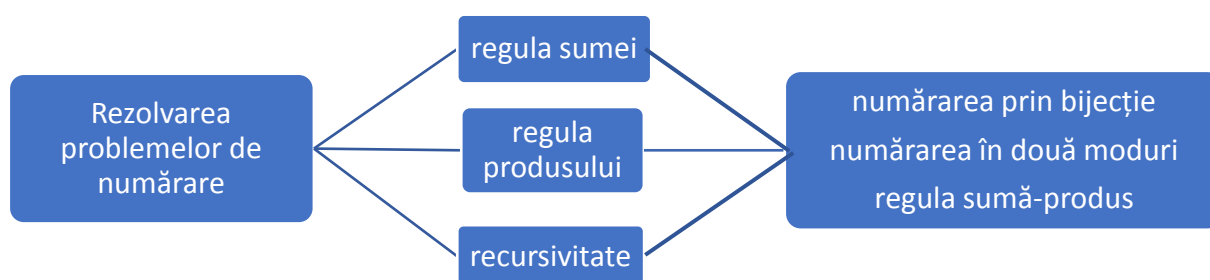 Rezolvarea
problemelor de
numărare
regula sumei
regula
produsului
recursivitate
numărarea prin bijecție
numărarea în două moduri
regula sumă-produs